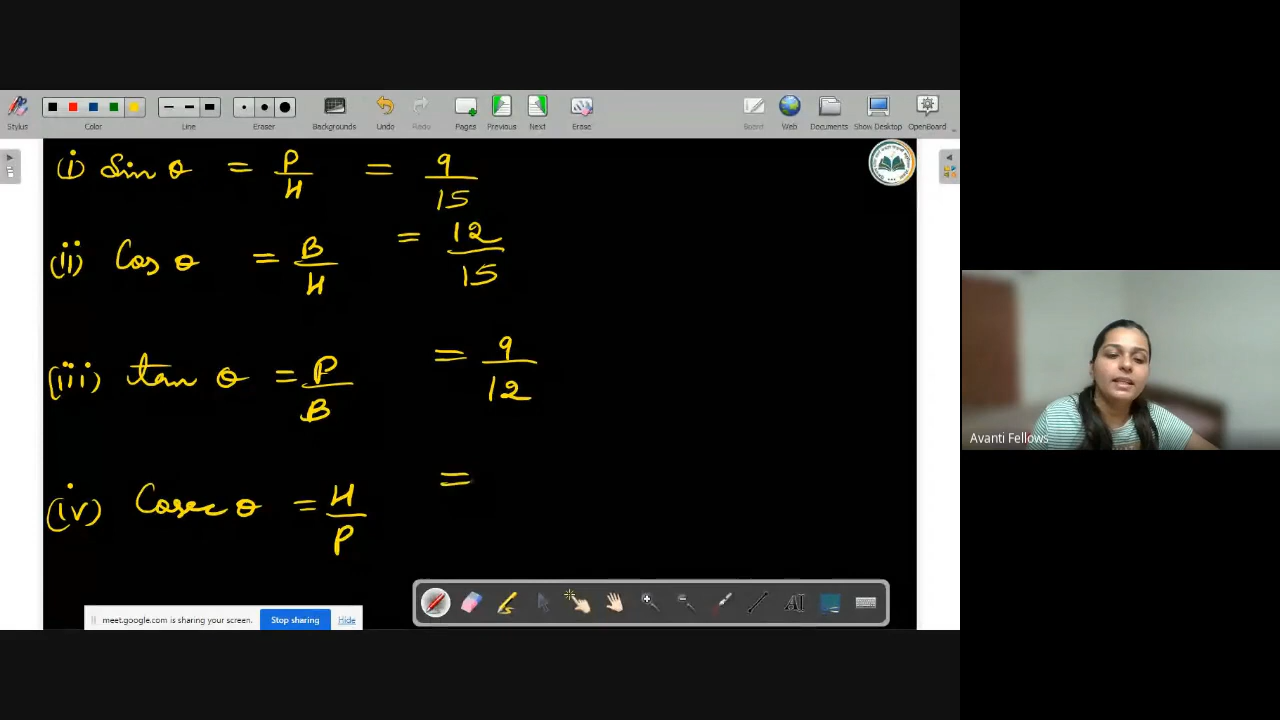 Stylus Color Line Eraser Backgrounds Undo Redo Pages Previous Next Erase Board Web Documents Show Desktop OpenBoard
(i) Sin θ = P/H = 9/15
(ii) Cos θ = B/H = 12/15
(iii) tan θ = P/B = 9/12
(iv) Cosec θ = H/P =
Avanti Fellows
meet.google.com is sharing your screen. Stop sharing Hide